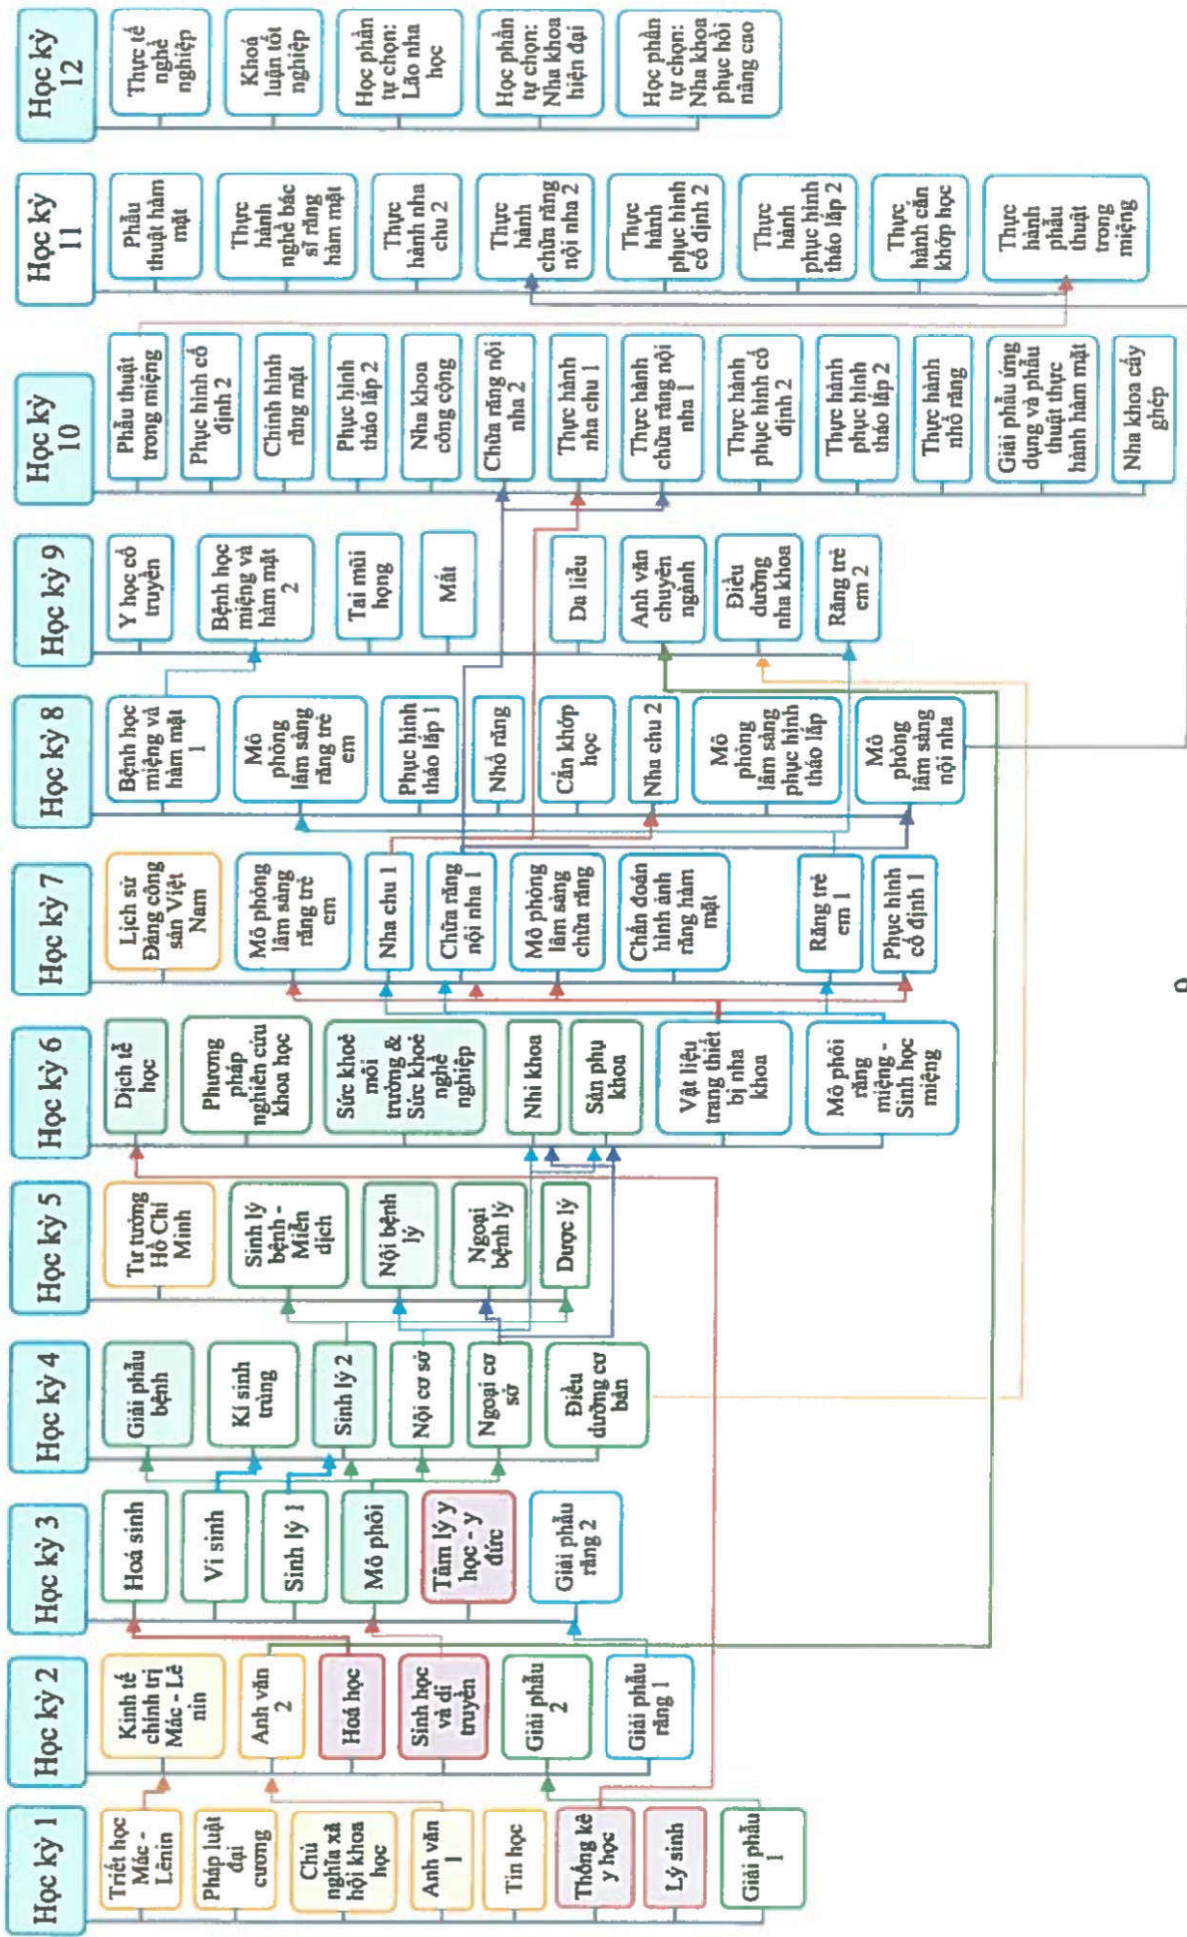 Học kỳ 1
Triết học
Mác -
Lênin
Pháp luật
đại
cương
Chủ
nghĩa xã
hội khoa
học
Anh văn
1
Tin học
Thống kê
y học
Lý sinh
Giải phẫu
1
Học kỳ 2
Kinh tế
chính trị
Mác - Lê
nin
Anh văn
2
Hoá học
Sinh học
và di
truyền
Giải phẫu
2
Giải phẫu
răng 1
Học kỳ 3
Hoá sinh
Vi sinh
Sinh lý 1
Mô phôi
Tâm lý y
học - y
đức
Giải phẫu
răng 2
Học kỳ 4
Giải phẫu
bệnh
Kí sinh
trùng
Sinh lý 2
Nội cơ sở
Ngoại cơ
sở
Điều
dưỡng cơ
bản
Học kỳ 5
Tư tưởng
Hồ Chí
Minh
Sinh lý
bệnh -
Miễn
dịch
Nội bệnh
lý
Ngoại
bệnh lý
Dược lý
Học kỳ 6
Dịch tễ
học
Phương
pháp
nghiên cứu
khoa học
Sức khoẻ
môi
trường &
Sức khoẻ
nghề
nghiệp
Nhi khoa
Sản phụ
khoa
Vật liệu
trang thiết
bị nha
khoa
Mô phôi
răng
miệng -
Sinh học
miệng
Học kỳ 7
Lịch sử
Đảng cộng
sản Việt
Nam
Mô phỏng
lâm sàng
răng trẻ
em
Nha chu 1
Chữa răng
nội nha 1
Mô phỏng
lâm sàng
chữa răng
Chẩn đoán
hình ảnh
răng hàm
mặt
Răng trẻ
em 1
Phục hình
cố định 1
Học kỳ 8
Bệnh học
miệng và
hàm mặt
1
Mô
phỏng
lâm sàng
răng trẻ
em
Phục hình
tháo lắp 1
Nhổ răng
Cắn khớp
học
Nha chu 2
Mô
phỏng
lâm sàng
phục hình
tháo lắp
Mô
phỏng
lâm sàng
nội nha
Học kỳ 9
Y học cổ
truyền
Bệnh học
miệng và
hàm mặt
2
Tai mũi
họng
Mắt
Da liễu
Anh văn
chuyên
ngành
Điều
dưỡng
nha khoa
Răng trẻ
em 2
Học kỳ
10
Phẫu thuật
trong miệng
Phục hình cố
định 2
Chỉnh hình
răng mặt
Phục hình
tháo lắp 2
Nha khoa
công cộng
Chữa răng nội
nha 2
Thực hành
nha chu 1
Thực hành
chữa răng nội
nha 1
Thực hành
phục hình cố
định 2
Thực hành
phục hình
tháo lắp 2
Thực hành
nhổ răng
Giải phẫu ứng
dụng và phẫu
thuật thực
hành hàm mặt
Nha khoa cấy
ghép
Học kỳ
11
Phẫu
thuật hàm
mặt
Thực
hành
nghề bác
sĩ răng
hàm mặt
Thực
hành nha
chu 2
Thực
hành
chữa răng
nội nha 2
Thực
hành
phục hình
cố định 2
Thực
hành
phục hình
tháo lắp 2
Thực
hành cắn
khớp học
Thực
hành
phẫu
thuật
trong
miệng
Học kỳ
12
Thực tế
nghề
nghiệp
Khoá
luận tốt
nghiệp
Học phần
tự chọn:
Lão nha
học
Học phần
tự chọn:
Nha khoa
hiện đại
Học phần
tự chọn:
Nha khoa
phục hồi
nâng cao